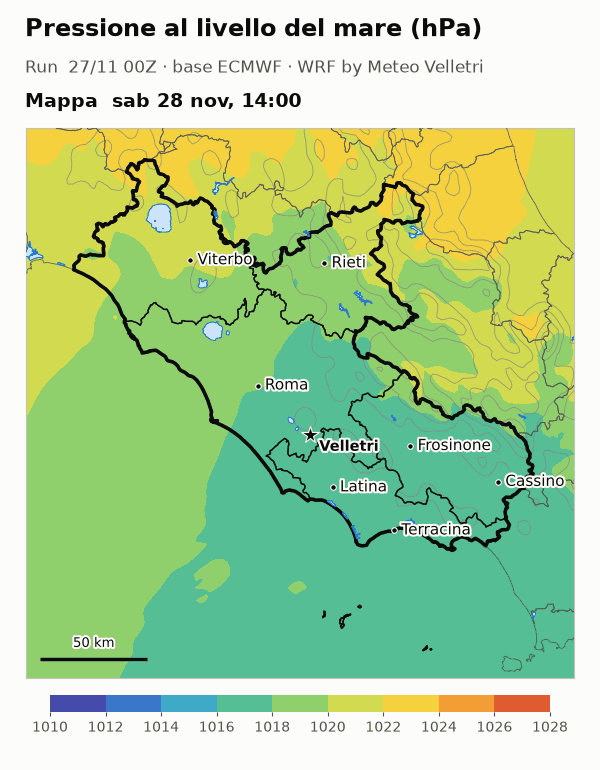 Pressione al livello del mare (hPa)
Run  27/11 00Z · base ECMWF · WRF by Meteo Velletri
Mappa  sab 28 nov, 14:00
Viterbo
Rieti
Roma
Velletri
Frosinone
Latina
Cassino
Terracina
50 km
1010 1012 1014 1016 1018 1020 1022 1024 1026 1028